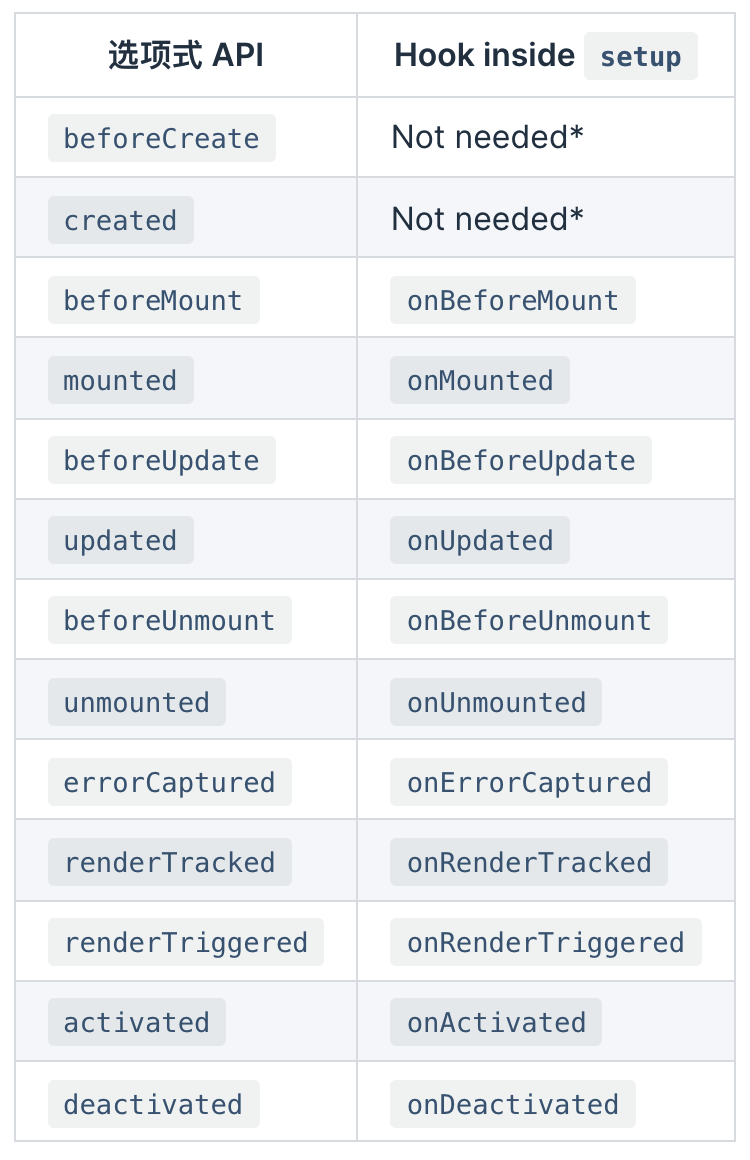 选项式 API Hook inside setup
beforeCreate Not needed*
created Not needed*
beforeMount onBeforeMount
mounted onMounted
beforeUpdate onBeforeUpdate
updated onUpdated
beforeUnmount onBeforeUnmount
unmounted onUnmounted
errorCaptured onErrorCaptured
renderTracked onRenderTracked
renderTriggered onRenderTriggered
activated onActivated
deactivated onDeactivated